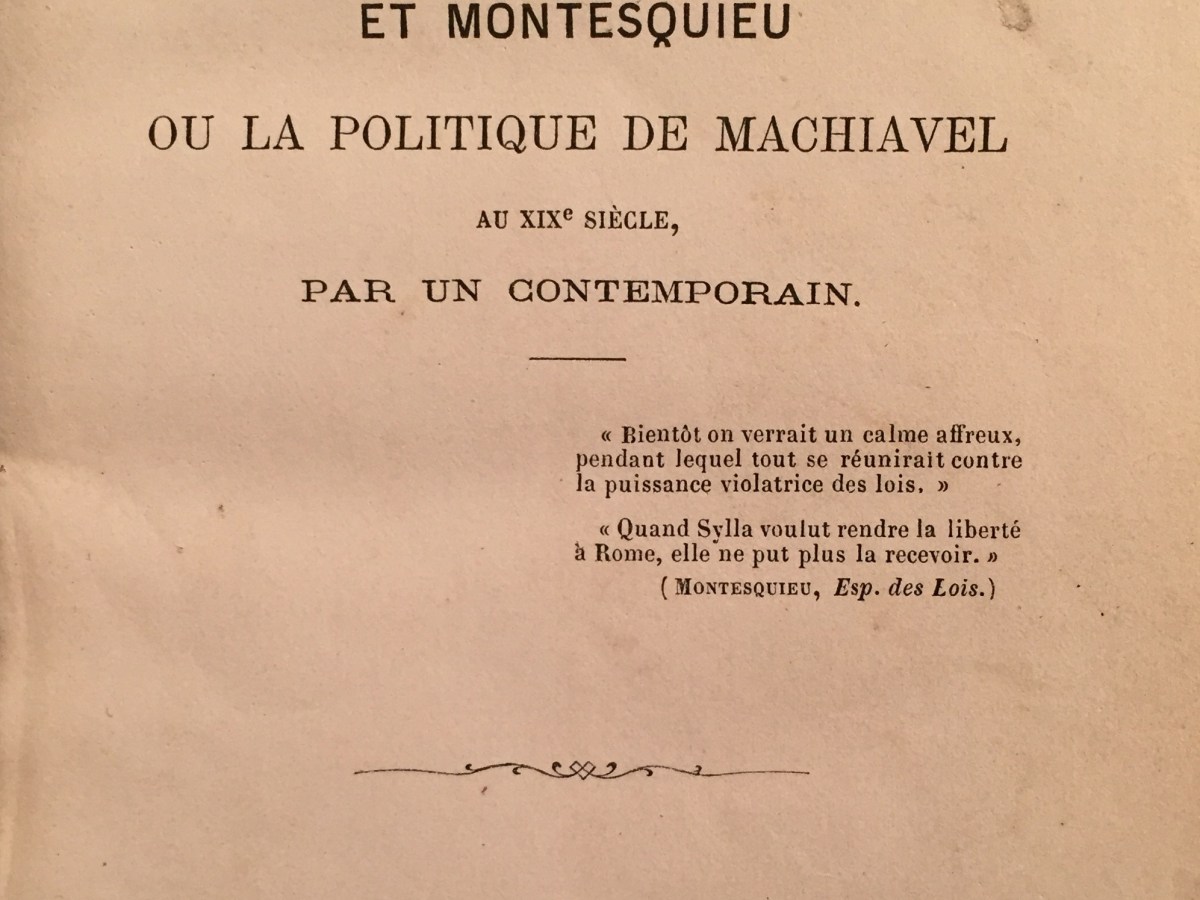 ET MONTESQUIEU
OU LA POLITIQUE DE MACHIAVEL
AU XIXe SIÈCLE,
PAR UN CONTEMPORAIN.
« Bientôt on verrait un calme affreux,
pendant lequel tout se réunirait contre
la puissance violatrice des lois. »
« Quand Sylla voulut rendre la liberté
à Rome, elle ne put plus la recevoir. »
(MONTESQUIEU, Esp. des Lois.)